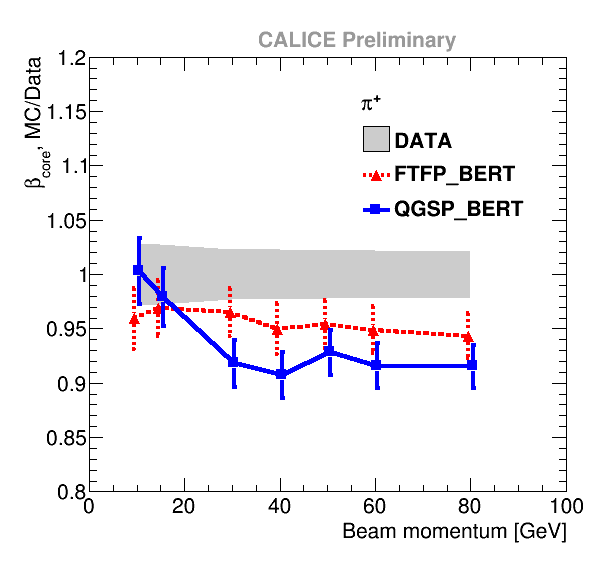 CALICE Preliminary
β_core, MC/Data
π⁺
DATA
FTFP_BERT
QGSP_BERT
1.2
1.15
1.1
1.05
1
0.95
0.9
0.85
0.8
0 20 40 60 80 100
Beam momentum [GeV]